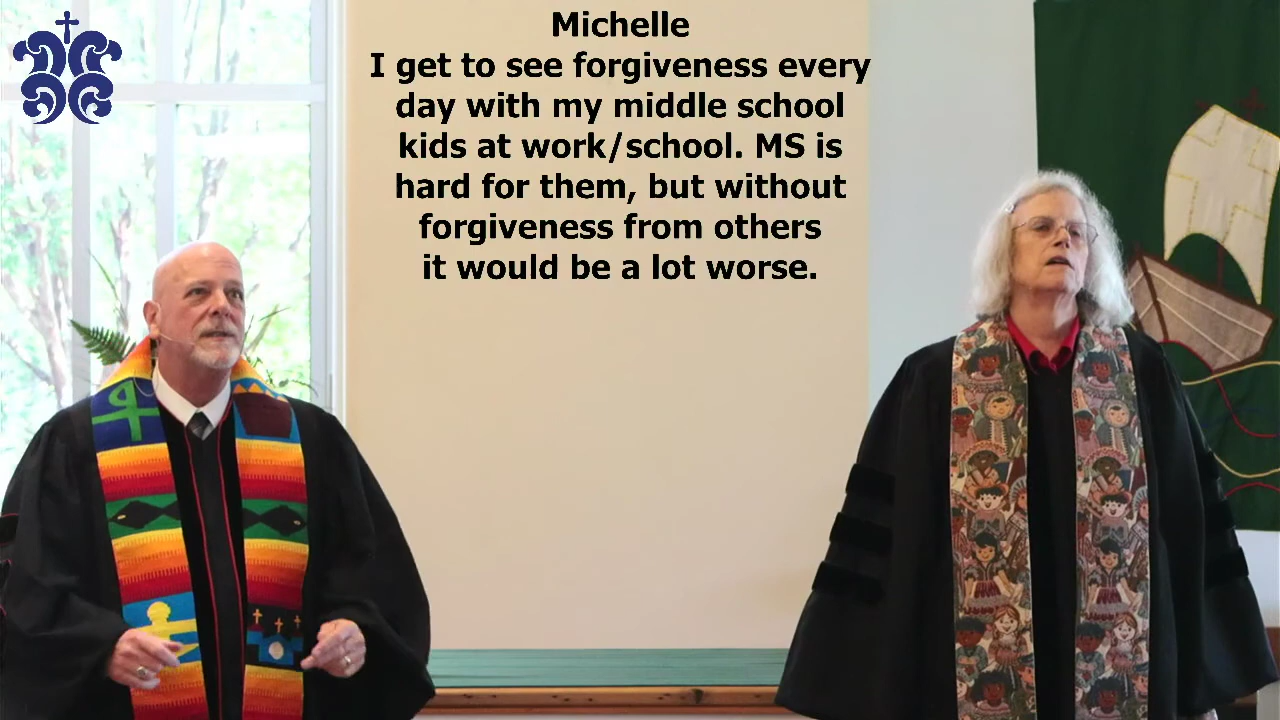 Michelle
I get to see forgiveness every
day with my middle school
kids at work/school. MS is
hard for them, but without
forgiveness from others
it would be a lot worse.